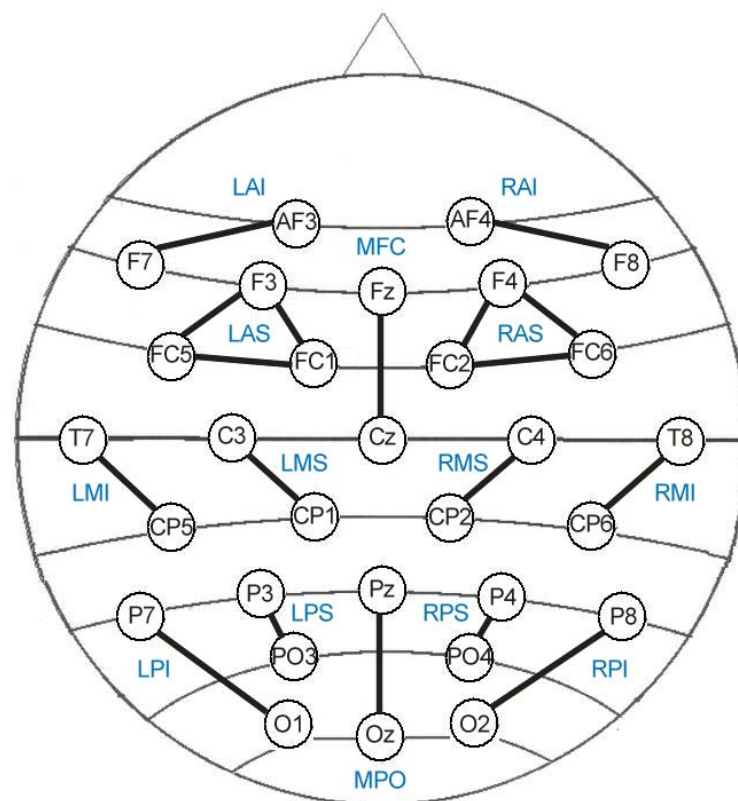 LAI RAI
AF3 AF4
MFC
F7 F8
F3 Fz F4
LAS RAS
FC5 FC1 FC2 FC6
T7 C3 Cz C4 T8
LMS RMS
LMI RMI
CP5 CP1 CP2 CP6
P3 Pz P4
LPS RPS
P7 P8
PO3 PO4
LPI RPI
O1 Oz O2
MPO